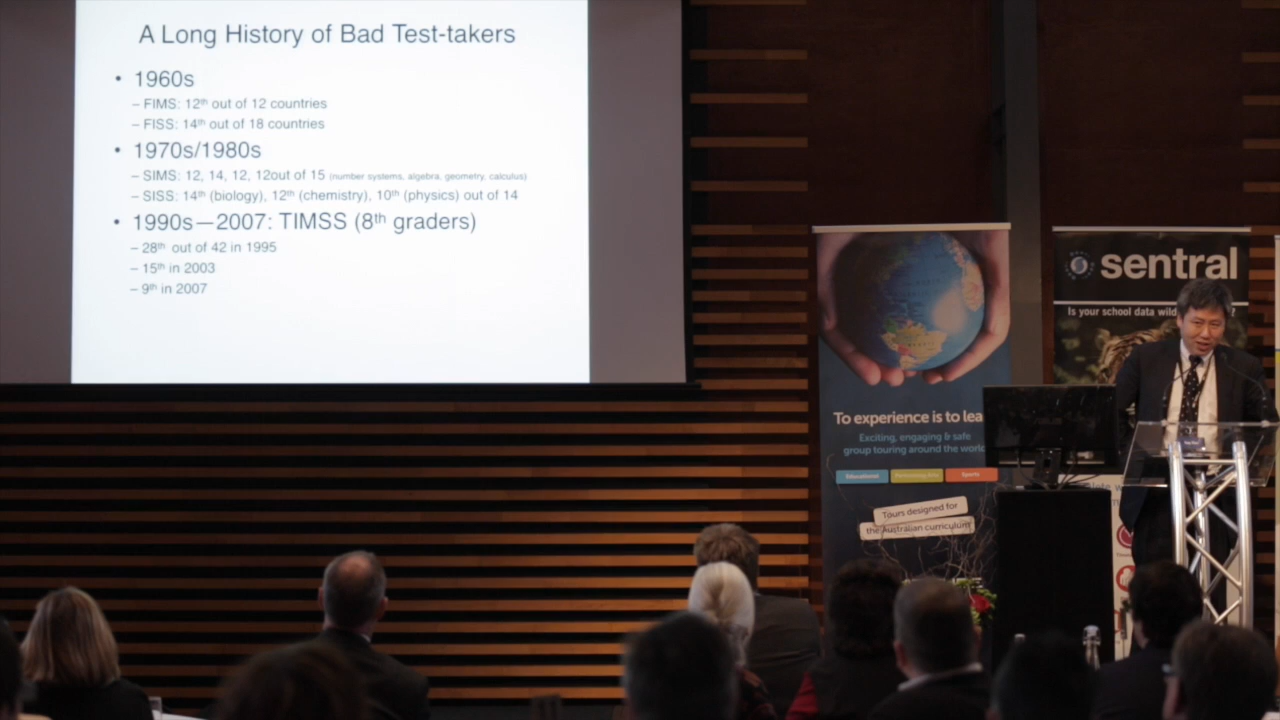 A Long History of Bad Test-takers
• 1960s
– FIMS: 12th out of 12 countries
– FISS: 14th out of 18 countries
• 1970s/1980s
– SIMS: 12, 14, 12, 12out of 15 (number systems, algebra, geometry, calculus)
– SISS: 14th (biology), 12th (chemistry), 10th (physics) out of 14
• 1990s—2007: TIMSS (8th graders)
– 28th out of 42 in 1995
– 15th in 2003
– 9th in 2007
sentral
Is your school data wild ?
To experience is to lea
Exciting, engaging & safe
group touring around the world
Educational
Sports
Tours designed for
the Australian curriculum